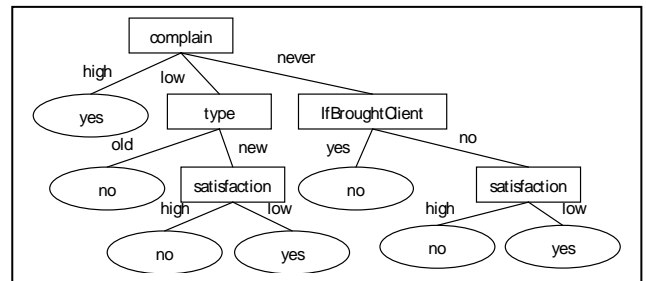 complain
never
high
low
yes
type
IfBroughtClient
old
new
yes
no
no
satisfaction
no
satisfaction
high
low
high
low
no
yes
no
yes